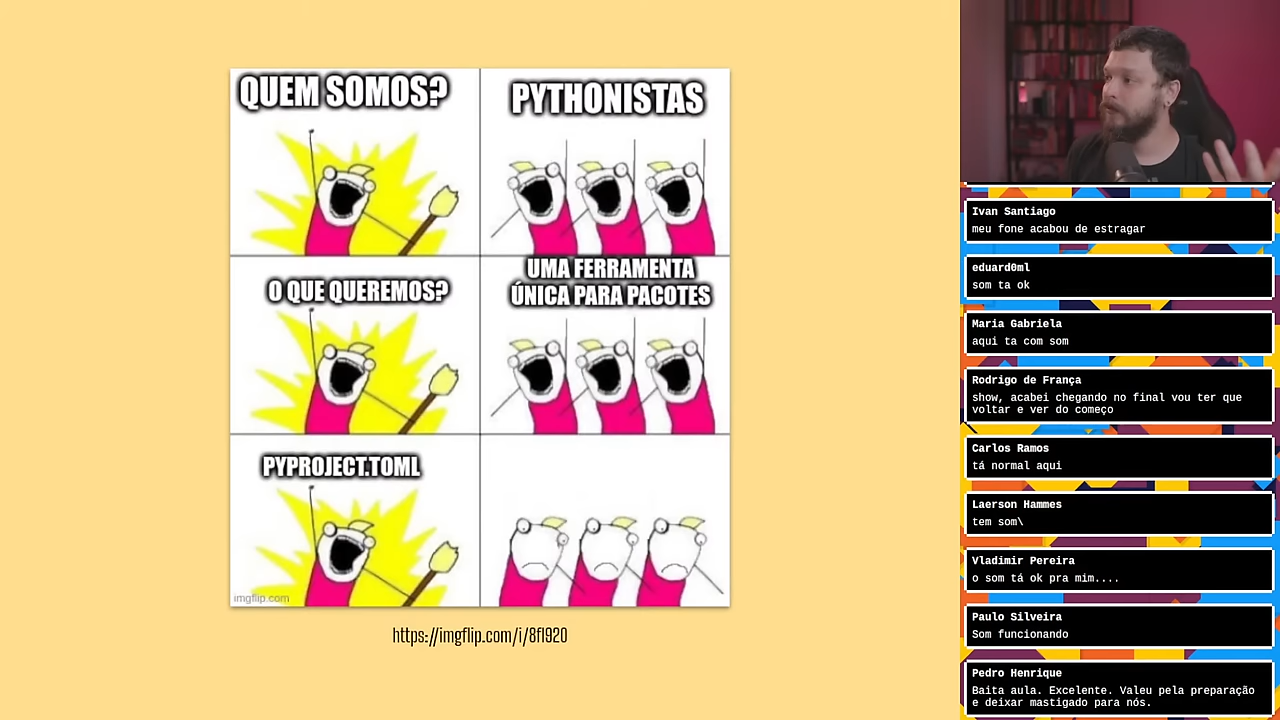 QUEM SOMOS?
PYTHONISTAS
O QUE QUEREMOS?
UMA FERRAMENTA
ÚNICA PARA PACOTES
PYPROJECT.TOML
imgflip.com
https://imgflip.com/i/8fl920
Ivan Santiago
meu fone acabou de estragar
eduard0ml
som ta ok
Maria Gabriela
aqui ta com som
Rodrigo de França
show, acabei chegando no final vou ter que
voltar e ver do começo
Carlos Ramos
tá normal aqui
Laerson Hammes
tem som\
Vladimir Pereira
o som tá ok pra mim....
Paulo Silveira
Som funcionando
Pedro Henrique
Baita aula. Excelente. Valeu pela preparação
e deixar mastigado para nós.